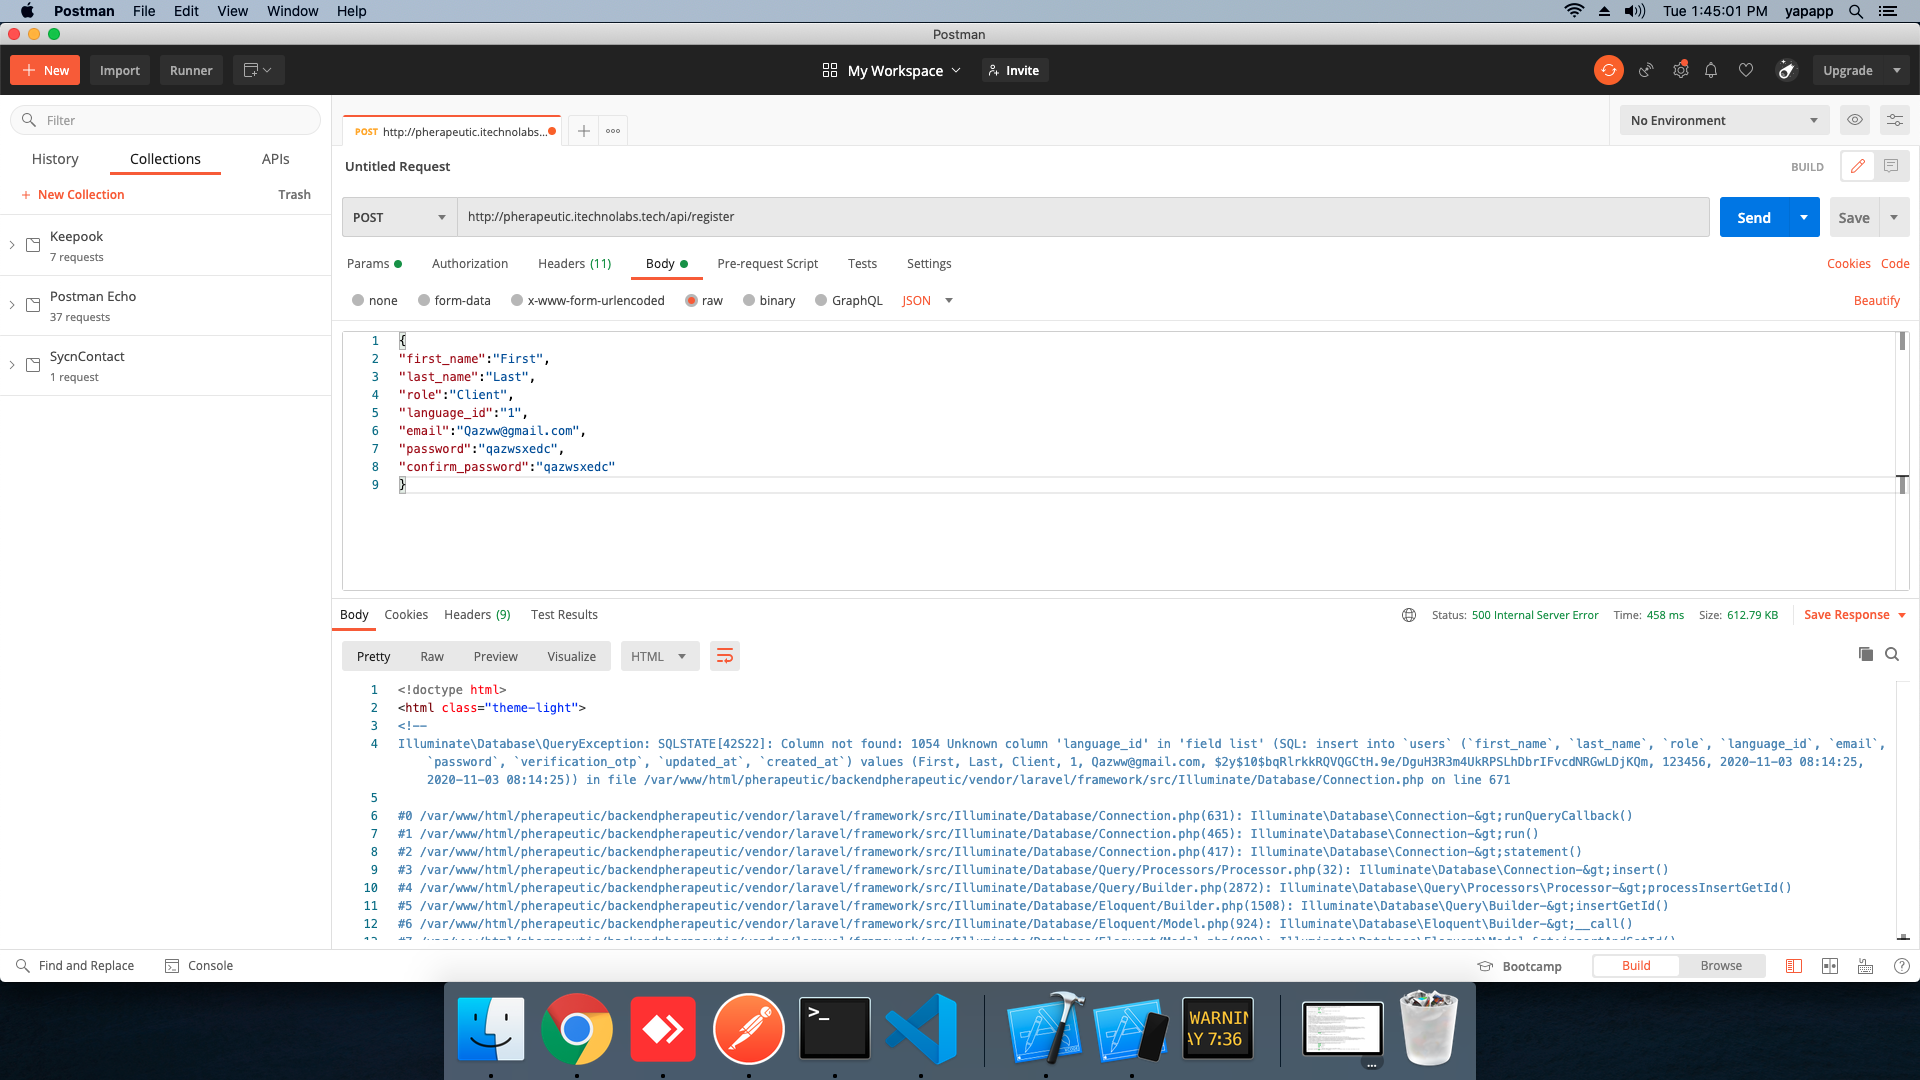 Postman File Edit View Window Help
Tue 1:45:01 PM yapapp
Postman
New Import Runner
My Workspace Invite
Upgrade
Filter
History Collections APIs
+ New Collection Trash
Keepook
7 requests
Postman Echo
37 requests
SycnContact
1 request
POST http://pherapeutic.itechnolabs...
No Environment
Untitled Request
BUILD
POST http://pherapeutic.itechnolabs.tech/api/register
Send Save
Params Authorization Headers (11) Body Pre-request Script Tests Settings
Cookies Code
none form-data x-www-form-urlencoded raw binary GraphQL JSON
Beautify
1 {
2 "first_name":"First",
3 "last_name":"Last",
4 "role":"Client",
5 "language_id":"1",
6 "email":"Qazww@gmail.com",
7 "password":"qazwsxedc",
8 "confirm_password":"qazwsxedc"
9 }
Body Cookies Headers (9) Test Results
Status: 500 Internal Server Error Time: 458 ms Size: 612.79 KB Save Response
Pretty Raw Preview Visualize HTML
1 <!doctype html>
2 <html class="theme-light">
3 <!--
4 Illuminate\Database\QueryException: SQLSTATE[42S22]: Column not found: 1054 Unknown column 'language_id' in 'field list' (SQL: insert into `users` (`first_name`, `last_name`, `role`, `language_id`, `email`,
`password`, `verification_otp`, `updated_at`, `created_at`) values (First, Last, Client, 1, Qazww@gmail.com, $2y$10$bqRlrkkRQVQGCtH.9e/DguH3R3m4UkRPSLhDbrIFvcdNRGwLDjKQm, 123456, 2020-11-03 08:14:25,
2020-11-03 08:14:25)) in file /var/www/html/pherapeutic/backendpherapeutic/vendor/laravel/framework/src/Illuminate/Database/Connection.php on line 671
5
6 #0 /var/www/html/pherapeutic/backendpherapeutic/vendor/laravel/framework/src/Illuminate/Database/Connection.php(631): Illuminate\Database\Connection-&gt;runQueryCallback()
7 #1 /var/www/html/pherapeutic/backendpherapeutic/vendor/laravel/framework/src/Illuminate/Database/Connection.php(465): Illuminate\Database\Connection-&gt;run()
8 #2 /var/www/html/pherapeutic/backendpherapeutic/vendor/laravel/framework/src/Illuminate/Database/Connection.php(417): Illuminate\Database\Connection-&gt;statement()
9 #3 /var/www/html/pherapeutic/backendpherapeutic/vendor/laravel/framework/src/Illuminate/Database/Query/Processors/Processor.php(32): Illuminate\Database\Connection-&gt;insert()
10 #4 /var/www/html/pherapeutic/backendpherapeutic/vendor/laravel/framework/src/Illuminate/Database/Query/Builder.php(2872): Illuminate\Database\Query\Processors\Processor-&gt;processInsertGetId()
11 #5 /var/www/html/pherapeutic/backendpherapeutic/vendor/laravel/framework/src/Illuminate/Database/Eloquent/Builder.php(1508): Illuminate\Database\Query\Builder-&gt;insertGetId()
12 #6 /var/www/html/pherapeutic/backendpherapeutic/vendor/laravel/framework/src/Illuminate/Database/Eloquent/Model.php(924): Illuminate\Database\Eloquent\Builder-&gt;__call()
Find and Replace Console
Bootcamp Build Browse
>_
WARNIN
AY 7:36